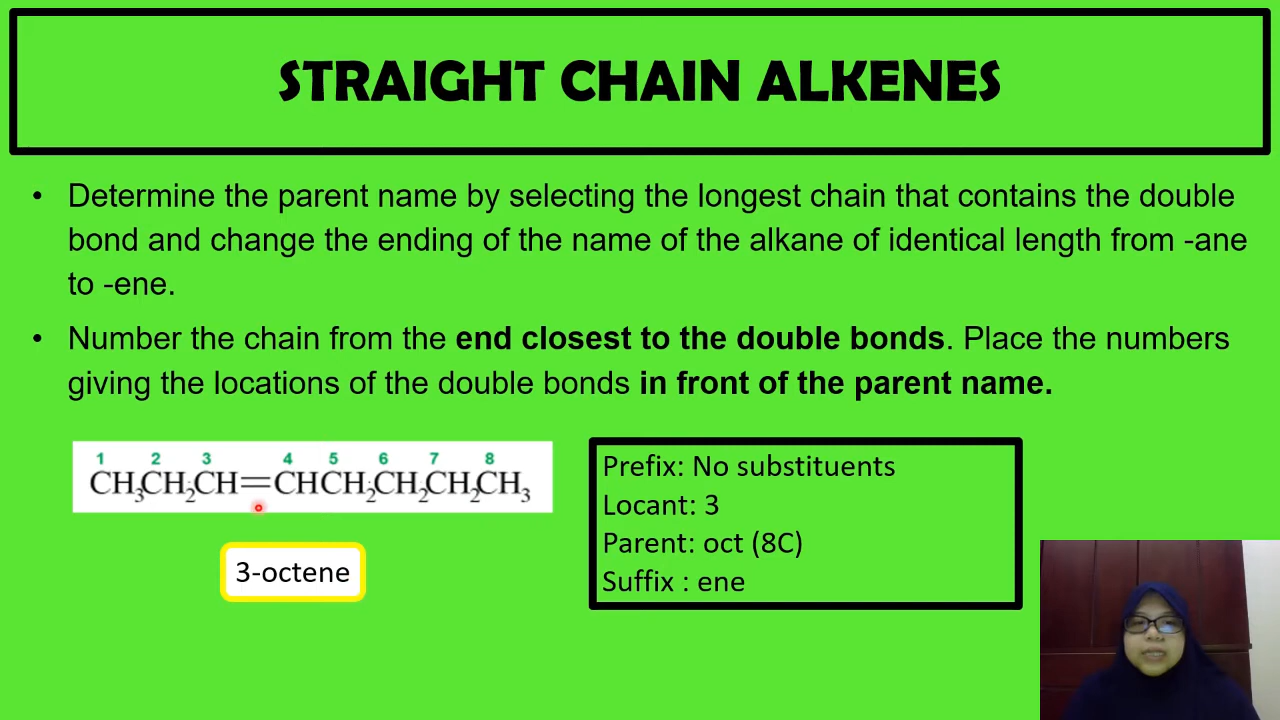 STRAIGHT CHAIN ALKENES
• Determine the parent name by selecting the longest chain that contains the double
bond and change the ending of the name of the alkane of identical length from -ane
to -ene.
• Number the chain from the end closest to the double bonds. Place the numbers
giving the locations of the double bonds in front of the parent name.
1 2 3 4 5 6 7 8
CH₃CH₂CH=CHCH₂CH₂CH₂CH₃
3-octene
Prefix: No substituents
Locant: 3
Parent: oct (8C)
Suffix : ene